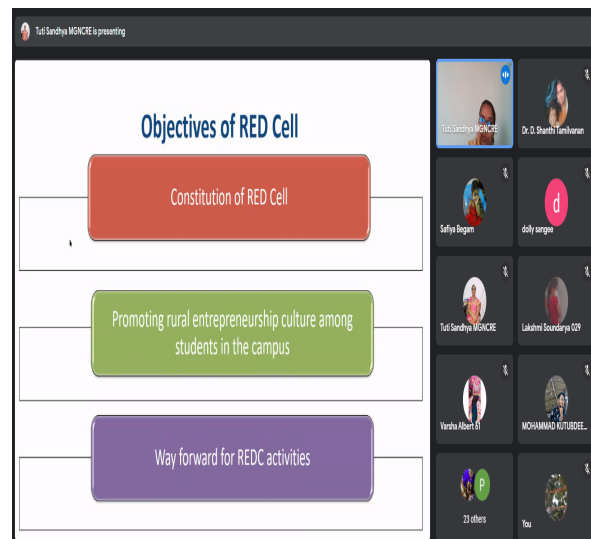 Tuti Sandhya MGNCRE is presenting
Objectives of RED Cell
Constitution of RED Cell
Promoting rural entrepreneurship culture among
students in the campus
Way forward for REDC activities
Tuti Sandhya MGNCRE
Dr. D. Shanthi Tamilvanan
Safiya Begam
d
dolly sangee
Tuti Sandhya MGNCRE
Lakshmi Soundarya 029
Varsha Albert 61
MOHAMMAD KUTUBDEE...
P
23 others
You